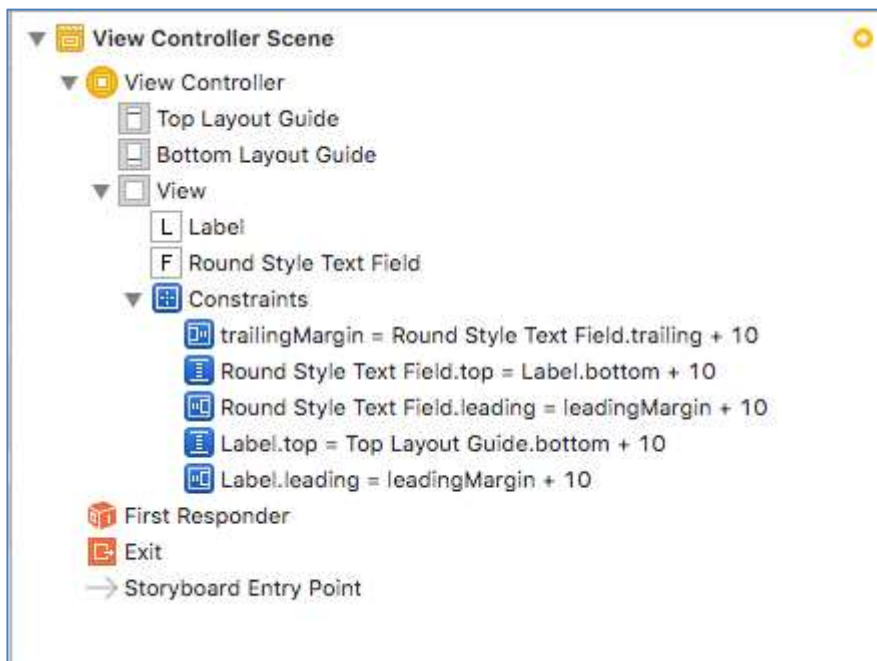 View Controller Scene
View Controller
Top Layout Guide
Bottom Layout Guide
View
L Label
F Round Style Text Field
Constraints
trailingMargin = Round Style Text Field.trailing + 10
Round Style Text Field.top = Label.bottom + 10
Round Style Text Field.leading = leadingMargin + 10
Label.top = Top Layout Guide.bottom + 10
Label.leading = leadingMargin + 10
First Responder
Exit
Storyboard Entry Point